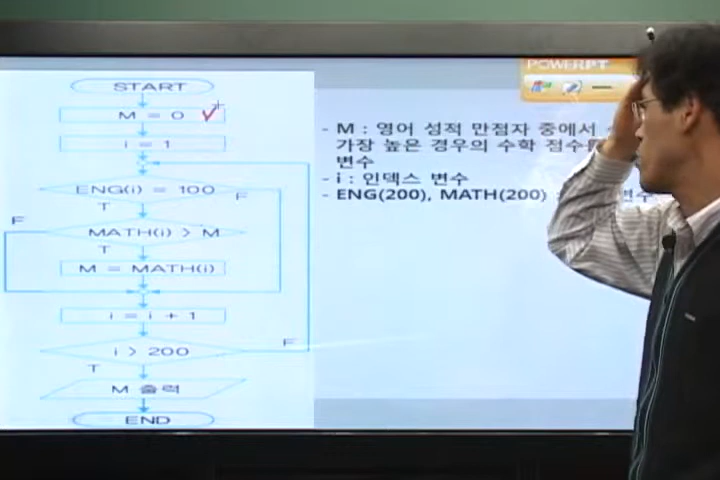 START
M = 0
i = 1
ENG(i) = 100
F
T
MATH(i) > M
F
T
M = MATH(i)
i = i + 1
i > 200
F
T
M 출력
END
POWERPT
- M : 영어 성적 만점자 중에서
가장 높은 경우의 수학 점수
변수
- i : 인덱스 변수
- ENG(200), MATH(200) : 변수